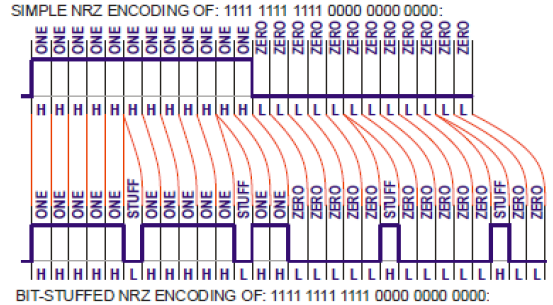 SIMPLE NRZ ENCODING OF: 1111 1111 1111 0000 0000 0000:
ONE ONE ONE ONE ONE ONE ONE ONE ONE ONE ONE ONE ZERO ZERO ZERO ZERO ZERO ZERO ZERO ZERO ZERO ZERO ZERO ZERO
H H H H H H H H H H H H L L L L L L L L L L L L
ONE ONE ONE ONE ONE STUFF ONE ONE ONE ONE ONE STUFF ONE ONE ZERO ZERO ZERO ZERO ZERO STUFF ZERO ZERO ZERO ZERO ZERO STUFF ZERO ZERO
H H H H H L H H H H H L H H L L L L L H L L L L L H L L
BIT-STUFFED NRZ ENCODING OF: 1111 1111 1111 0000 0000 0000: